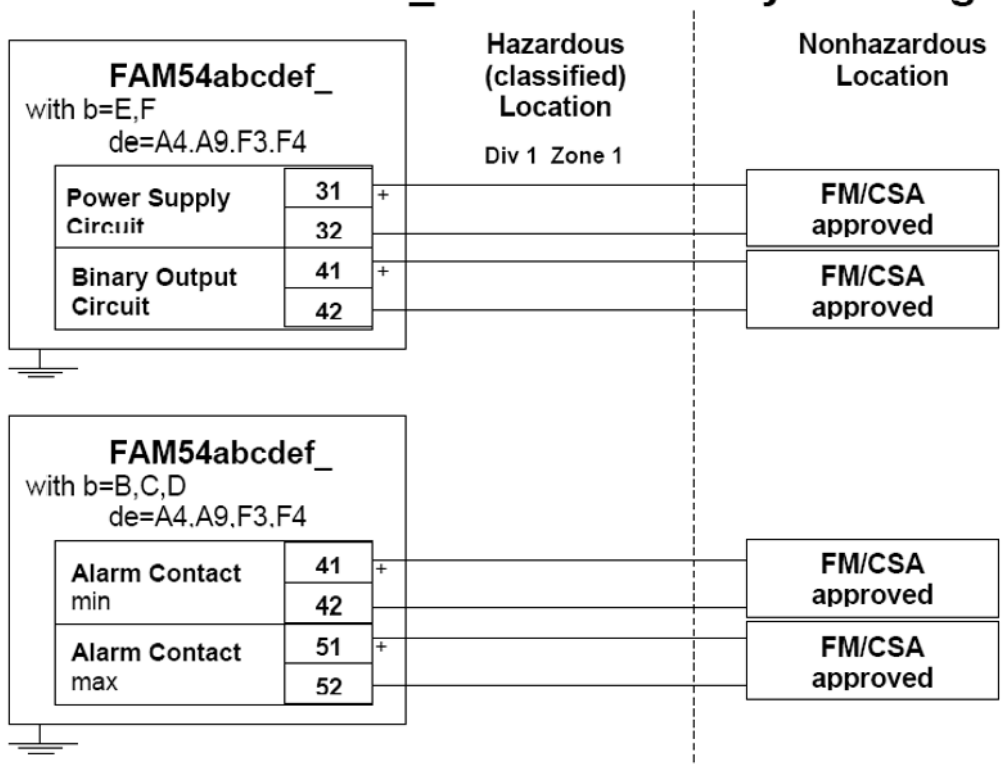 Hazardous
(classified)
Location
Div 1 Zone 1
Nonhazardous
Location
FAM54abcdef_
with b=E,F
de=A4.A9.F3.F4
Power Supply
Circuit
31
+
32
Binary Output
Circuit
41
+
42
FM/CSA
approved
FM/CSA
approved
FAM54abcdef_
with b=B,C,D
de=A4,A9,F3,F4
Alarm Contact
min
41
+
42
Alarm Contact
max
51
+
52
FM/CSA
approved
FM/CSA
approved